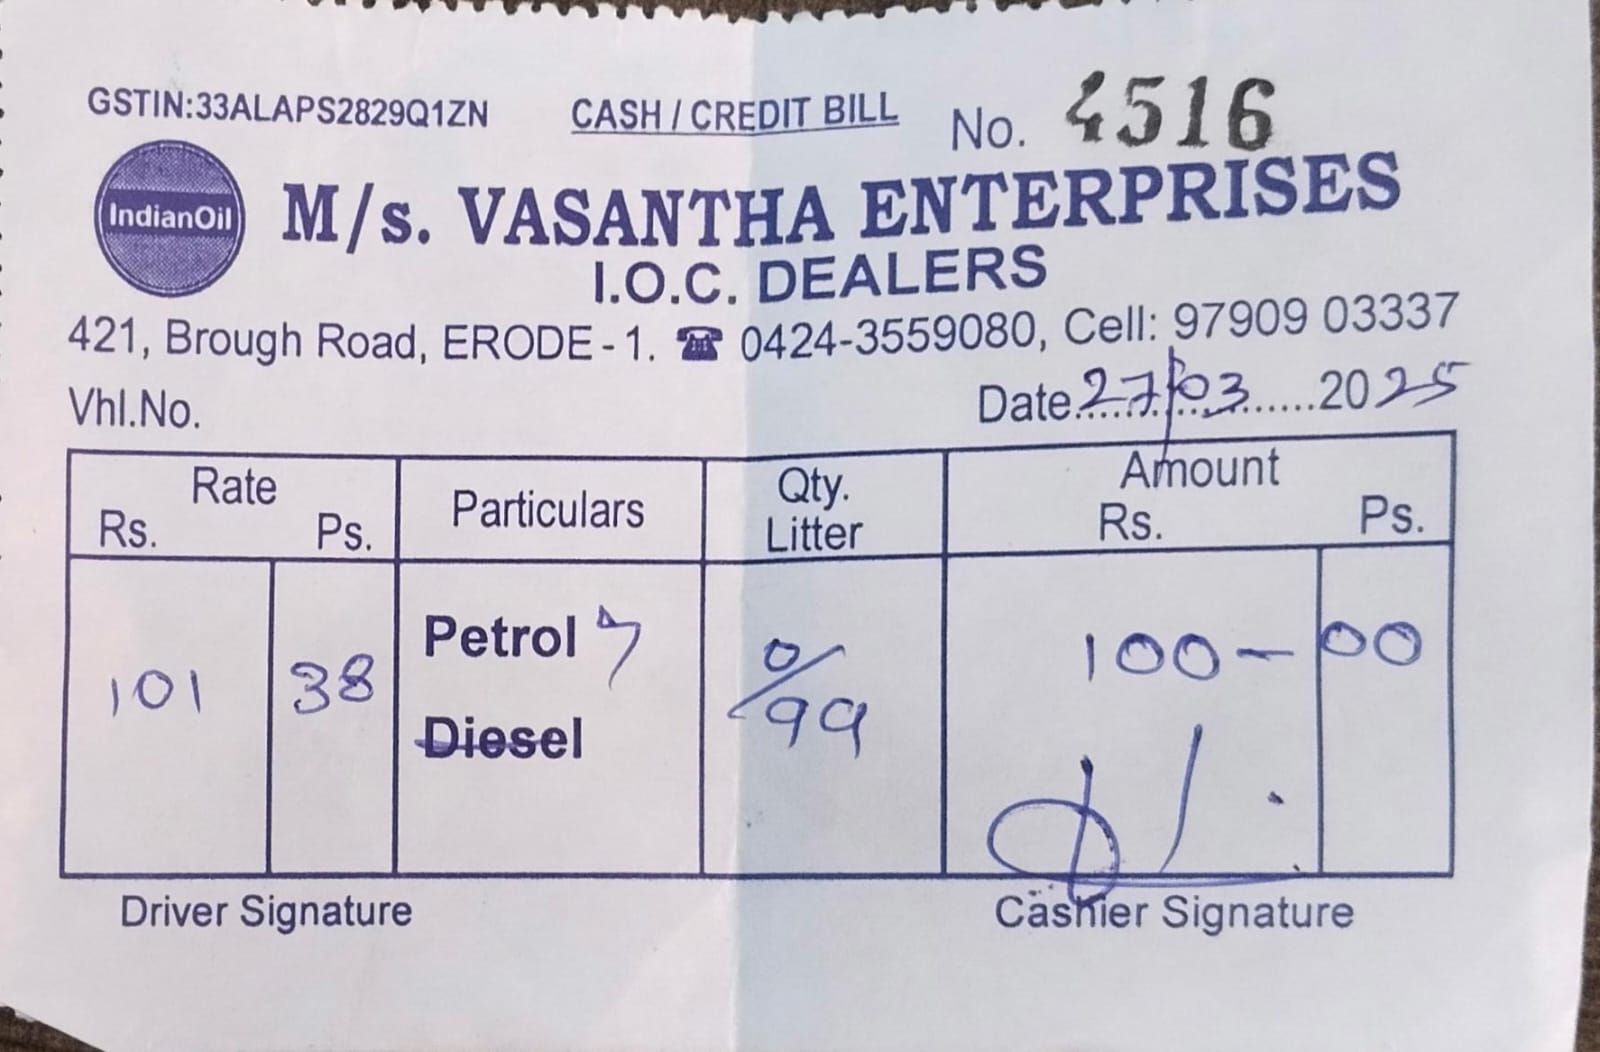 GSTIN:33ALAPS2829Q1ZN CASH / CREDIT BILL No. 4516
IndianOil
M/s. VASANTHA ENTERPRISES
I.O.C. DEALERS
421, Brough Road, ERODE - 1. ☎ 0424-3559080, Cell: 97909 03337
Vhl.No. Date 27/03 2025
Rate Particulars Qty. Amount
Rs. Ps. Litter Rs. Ps.
Petrol
101 38 0/99 100 - 00
Diesel
Driver Signature Cashier Signature